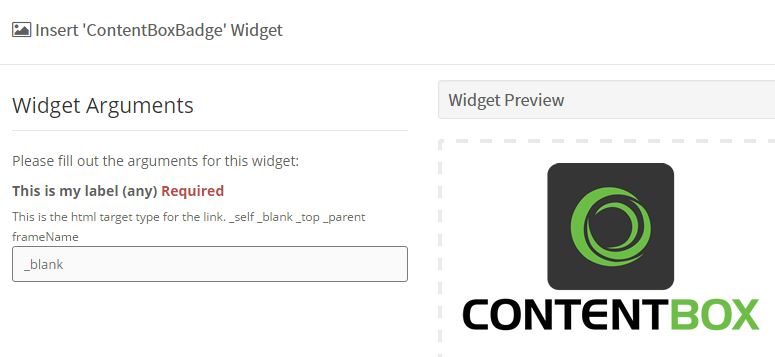 Insert 'ContentBoxBadge' Widget
Widget Arguments
Please fill out the arguments for this widget:
This is my label (any) Required
This is the html target type for the link. _self _blank _top _parent
frameName
_blank
Widget Preview
CONTENTBOX